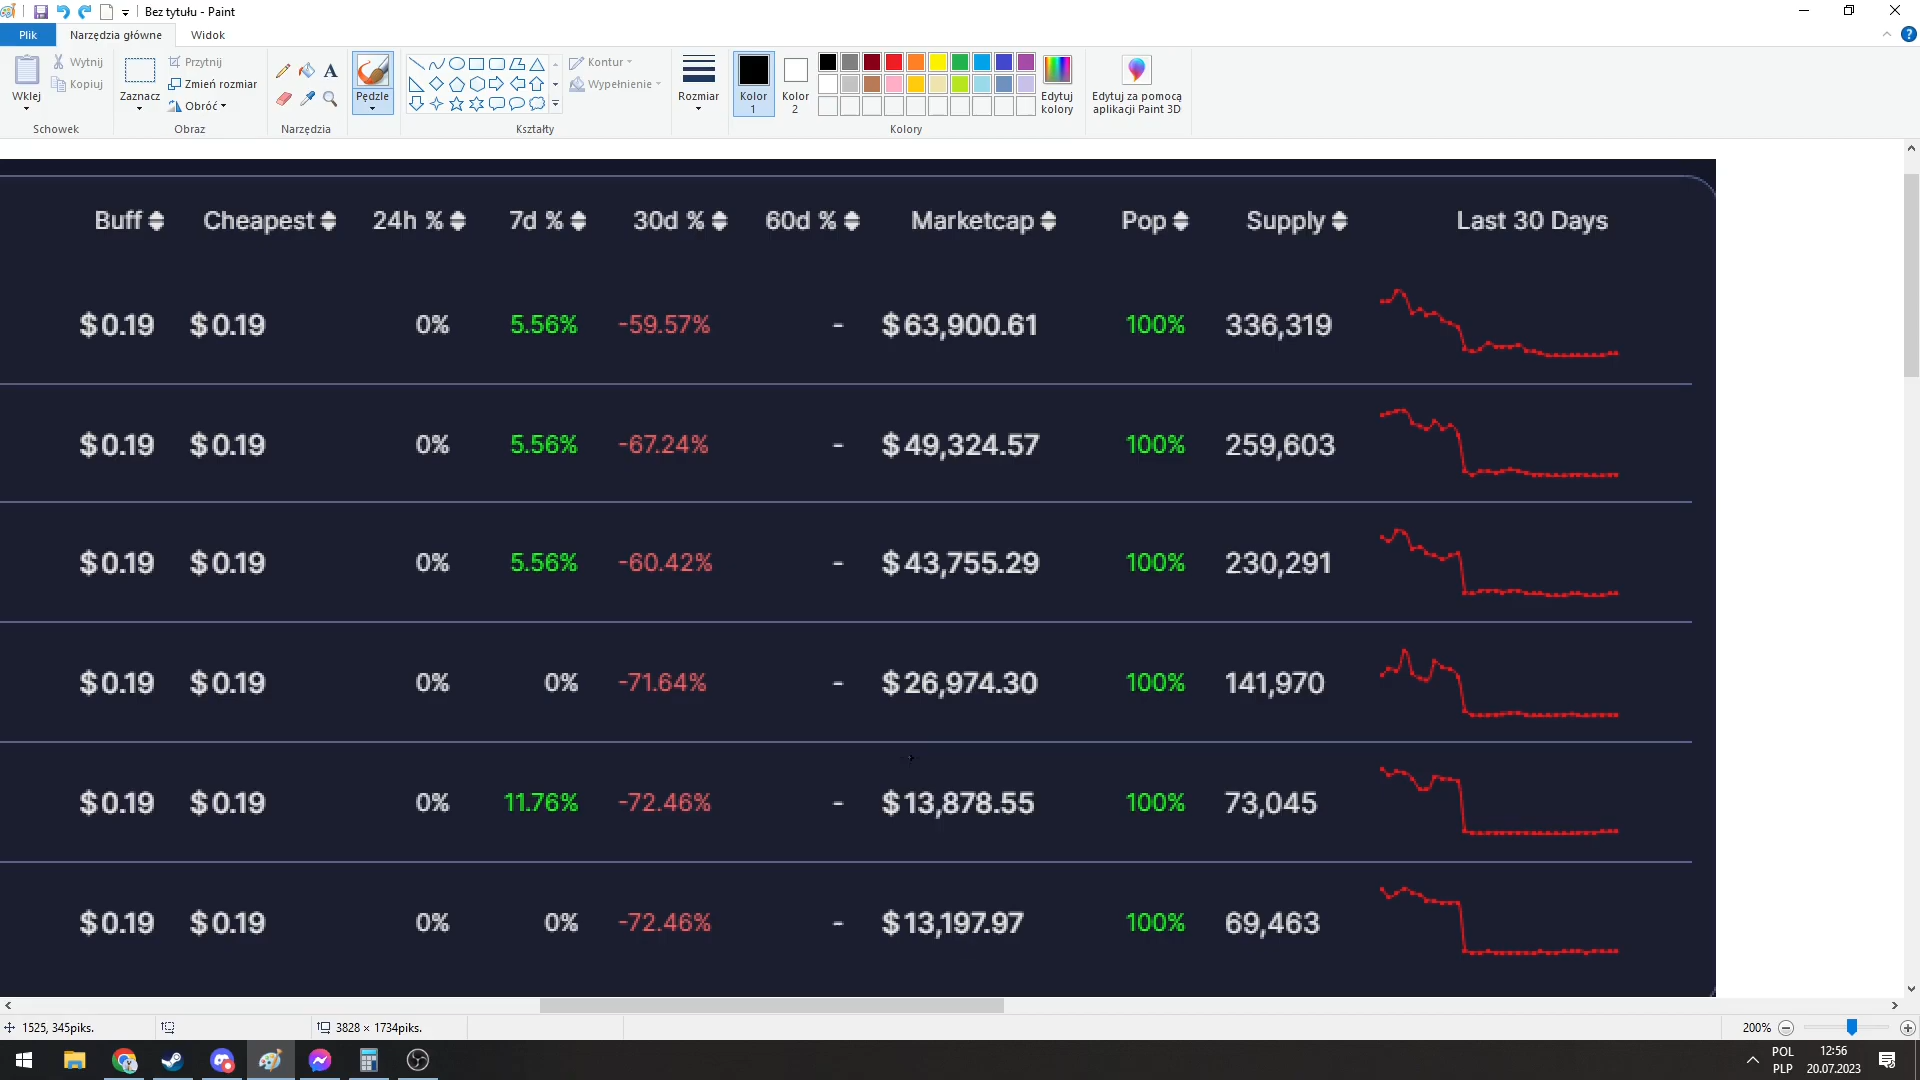 Bez tytułu - Paint
Plik Narzędzia główne Widok
Wklej
Wytnij
Kopiuj
Schowek
Zaznacz
Przytnij
Zmień rozmiar
Obróć
Obraz
Narzędzia
Pędzle
Kontur
Wypełnienie
Kształty
Rozmiar
Kolor 1
Kolor 2
Edytuj kolory
Kolory
Edytuj za pomocą aplikacji Paint 3D
Buff Cheapest 24h % 7d % 30d % 60d % Marketcap Pop Supply Last 30 Days
$0.19 $0.19 0% 5.56% -59.57% - $63,900.61 100% 336,319
$0.19 $0.19 0% 5.56% -67.24% - $49,324.57 100% 259,603
$0.19 $0.19 0% 5.56% -60.42% - $43,755.29 100% 230,291
$0.19 $0.19 0% 0% -71.64% - $26,974.30 100% 141,970
$0.19 $0.19 0% 11.76% -72.46% - $13,878.55 100% 73,045
$0.19 $0.19 0% 0% -72.46% - $13,197.97 100% 69,463
1525, 345piks. 3828 × 1734piks. 200%
POL 12:56
PLP 20.07.2023